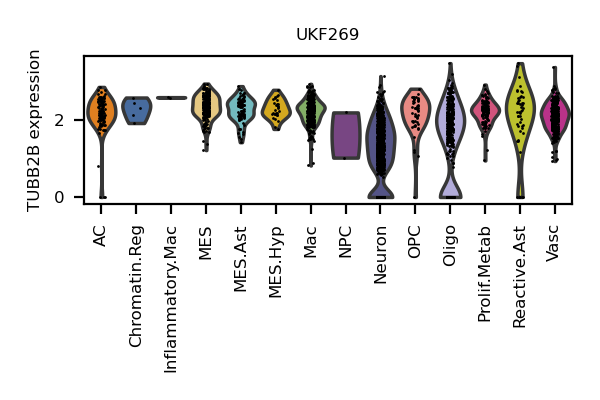 UKF269
TUBB2B expression
2
0
AC
Chromatin.Reg
Inflammatory.Mac
MES
MES.Ast
MES.Hyp
Mac
NPC
Neuron
OPC
Oligo
Prolif.Metab
Reactive.Ast
Vasc